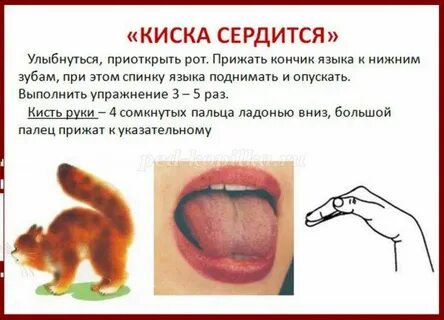 «КИСКА СЕРДИТСЯ»
Улыбнуться, приоткрыть рот. Прижать кончик языка к нижним
зубам, при этом спинку языка поднимать и опускать.
Выполнить упражнение 3 – 5 раз.
Кисть руки – 4 сомкнутых пальца ладонью вниз, большой
палец прижат к указательному
ped-kopilka.ru